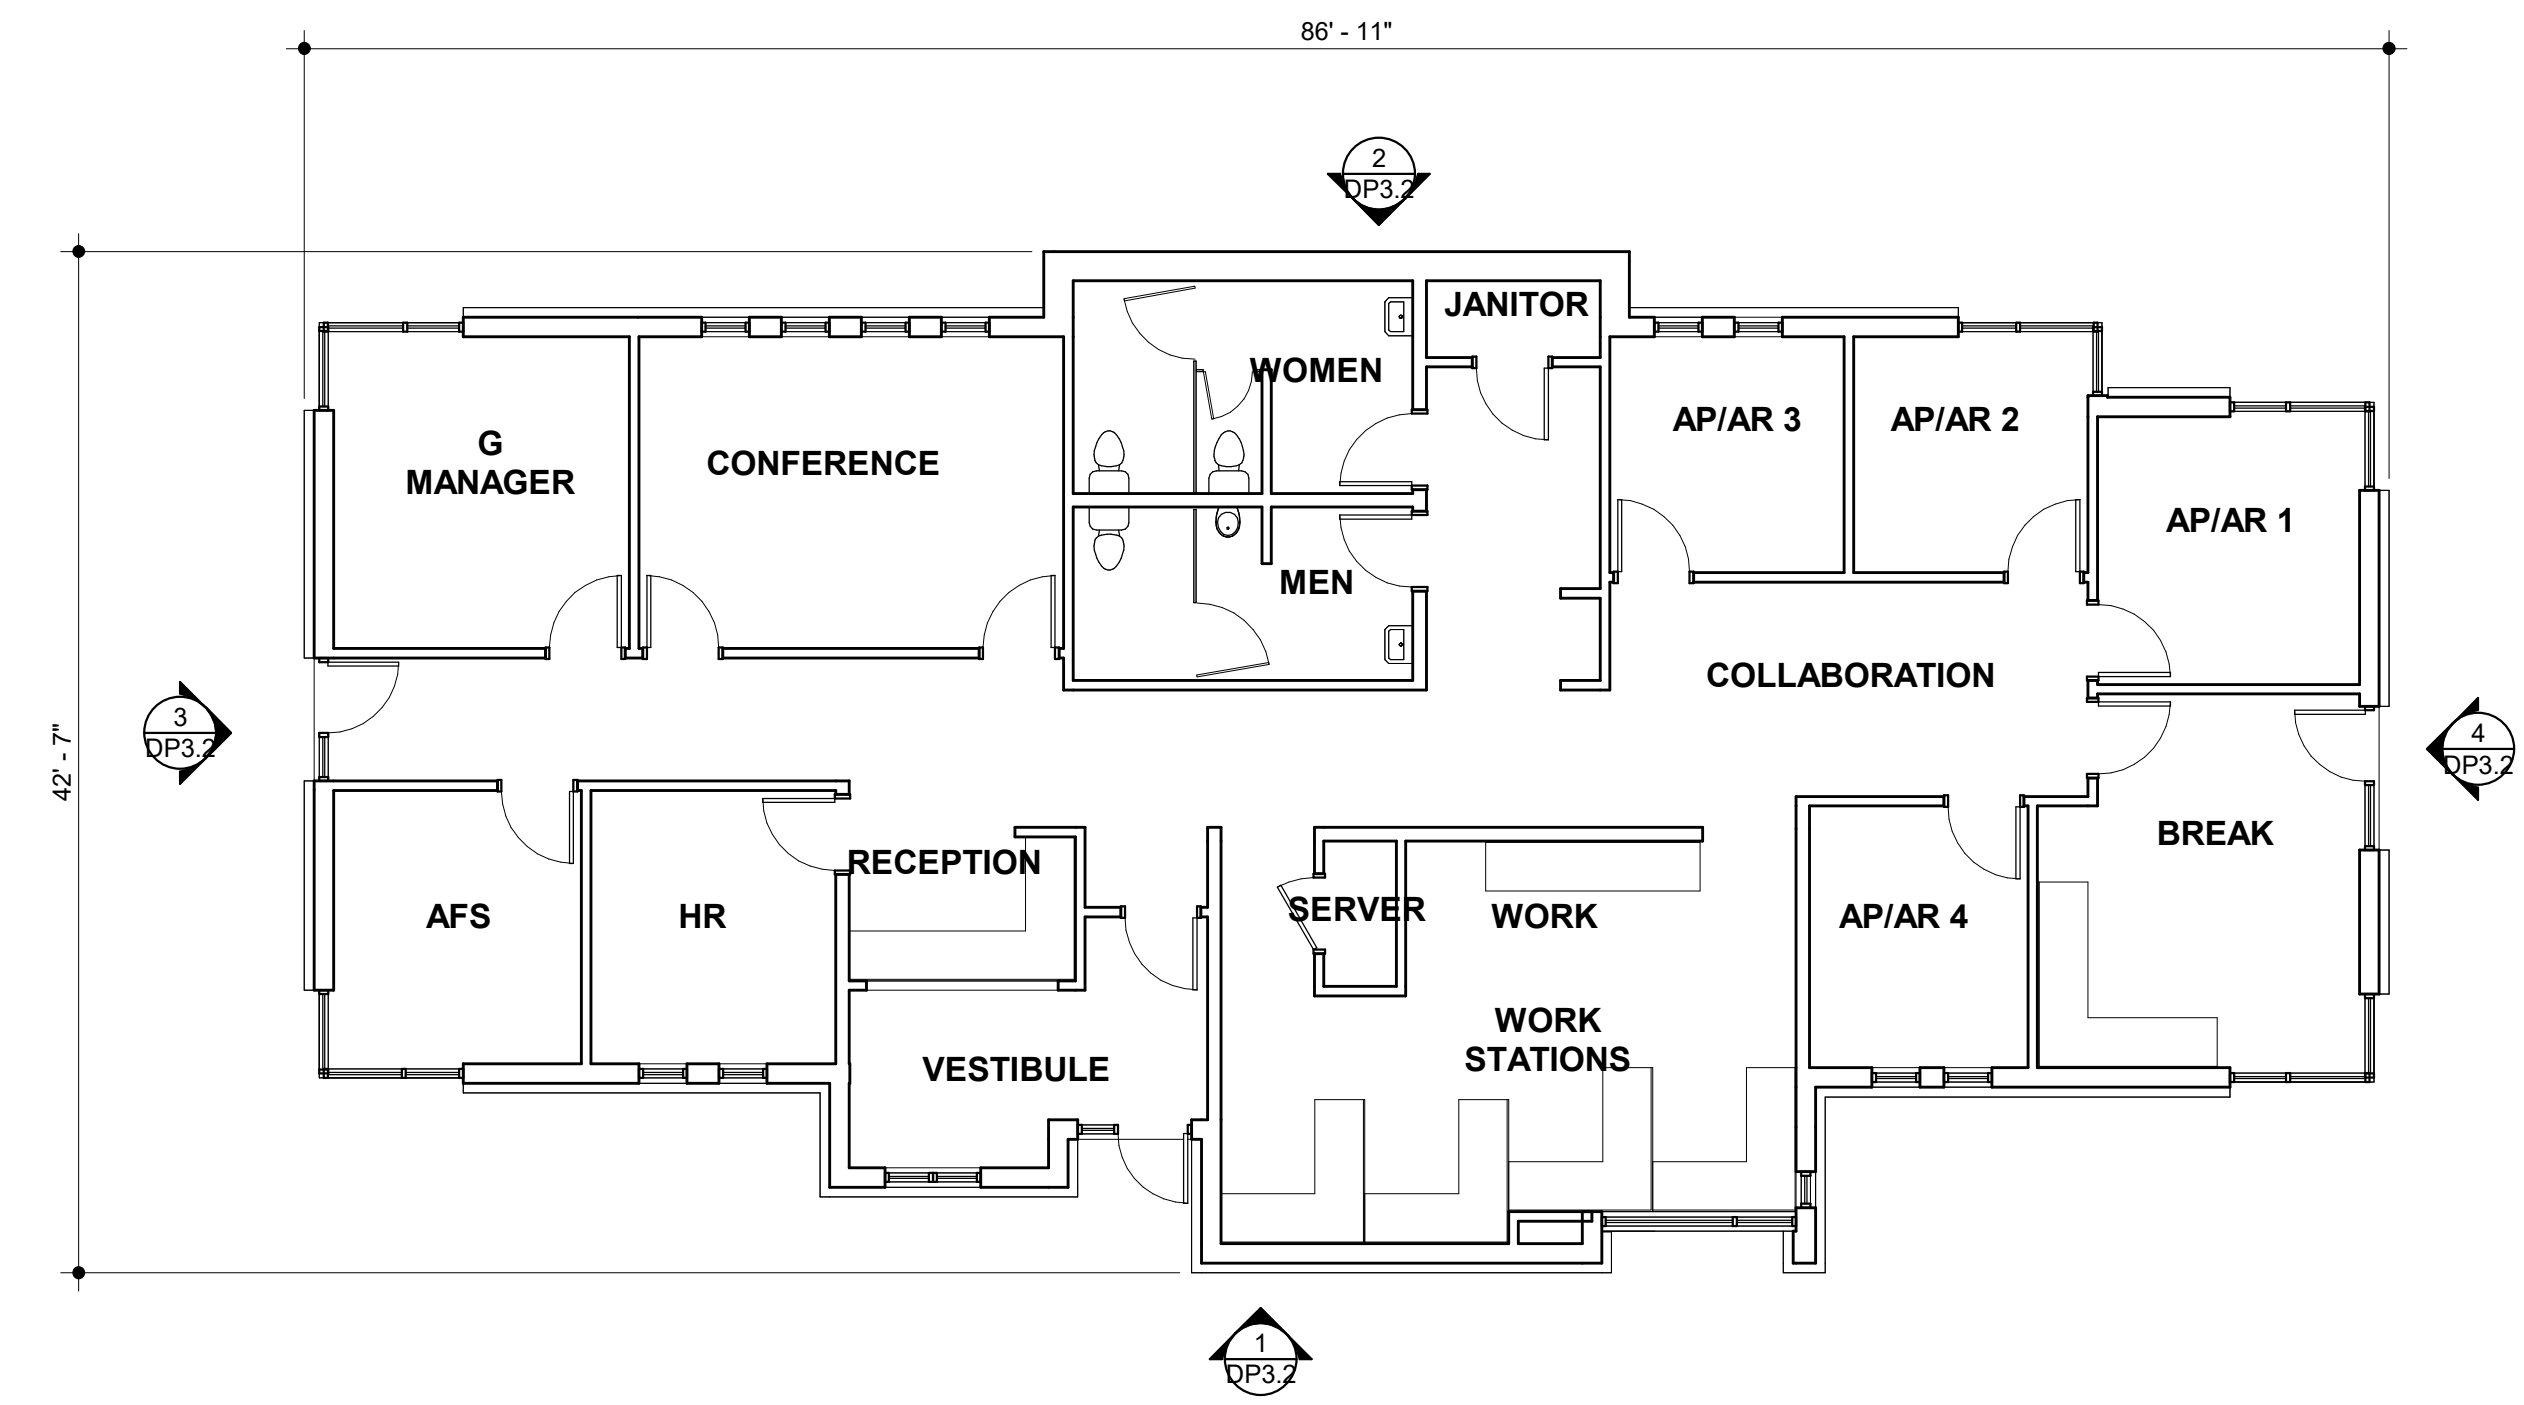 86' - 11"
2
DP3.2
JANITOR
WOMEN
AP/AR 3
AP/AR 2
G
MANAGER
CONFERENCE
AP/AR 1
MEN
COLLABORATION
3
DP3.2
42' - 7"
4
DP3.2
BREAK
RECEPTION
AFS
HR
SERVER
WORK
AP/AR 4
WORK
STATIONS
VESTIBULE
1
DP3.2